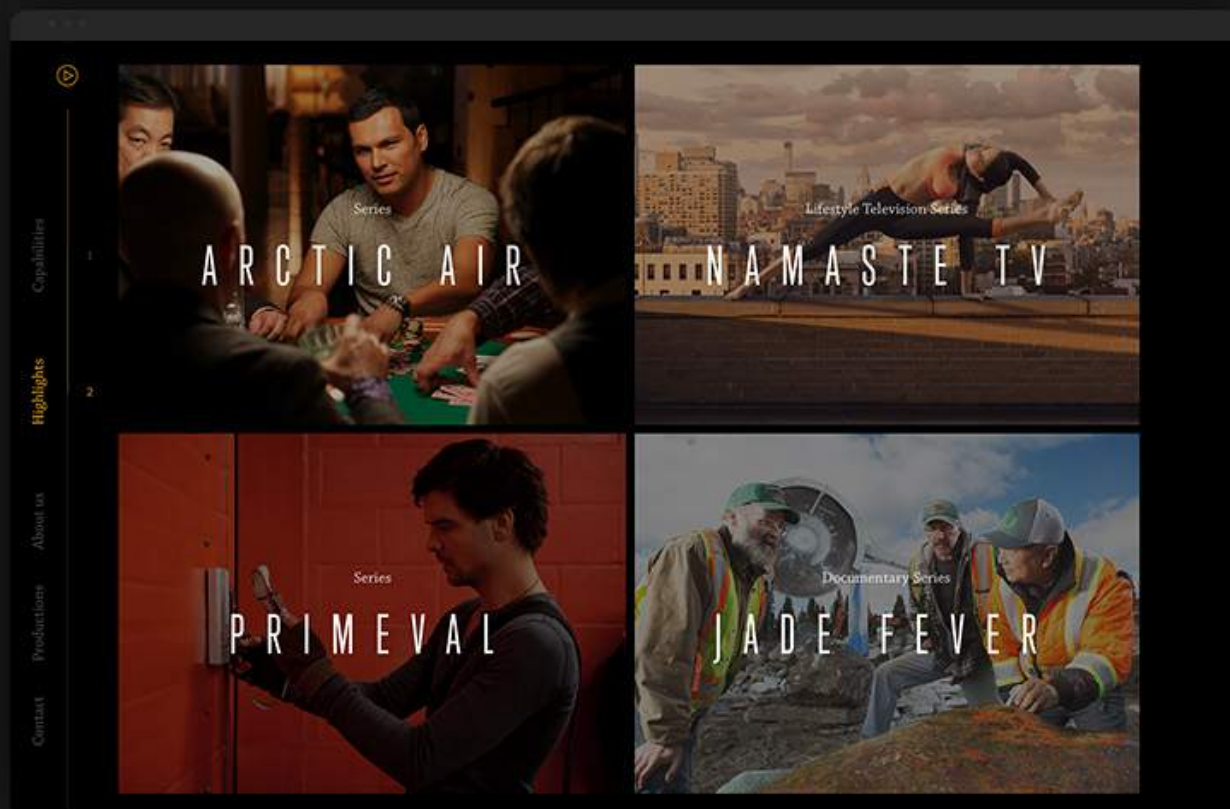 Capabilities
1
Highlights
2
About us
Productions
Contact
Series
ARCTIC AIR
Lifestyle Television Series
NAMASTE TV
Series
PRIMEVAL
Documentary Series
JADE FEVER